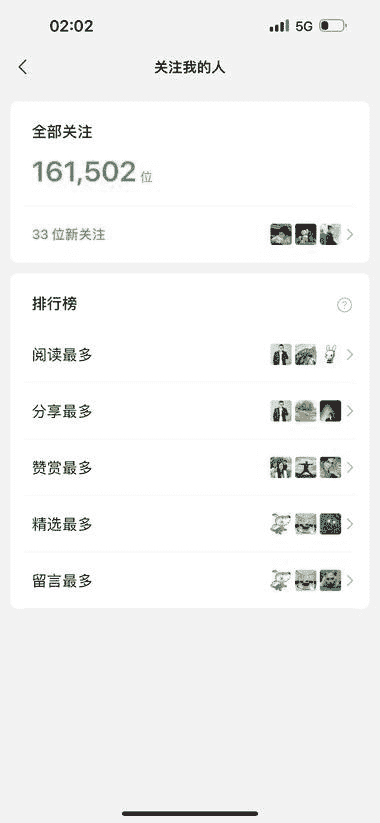 02:02
5G
关注我的人
全部关注
161,502 位
33 位新关注
排行榜
?
阅读最多
分享最多
赞赏最多
精选最多
留言最多